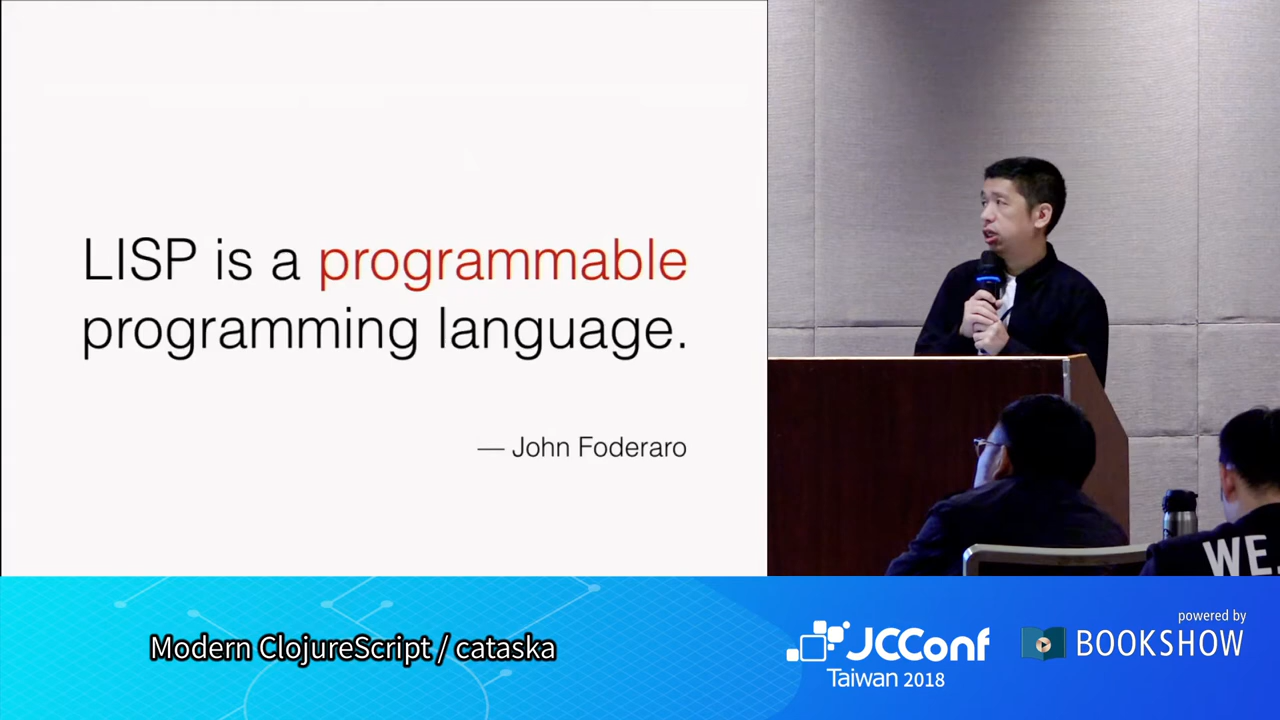 LISP is a programmable
programming language.
— John Foderaro
WE
Modern ClojureScript / cataska
JCConf
Taiwan 2018
powered by
BOOKSHOW